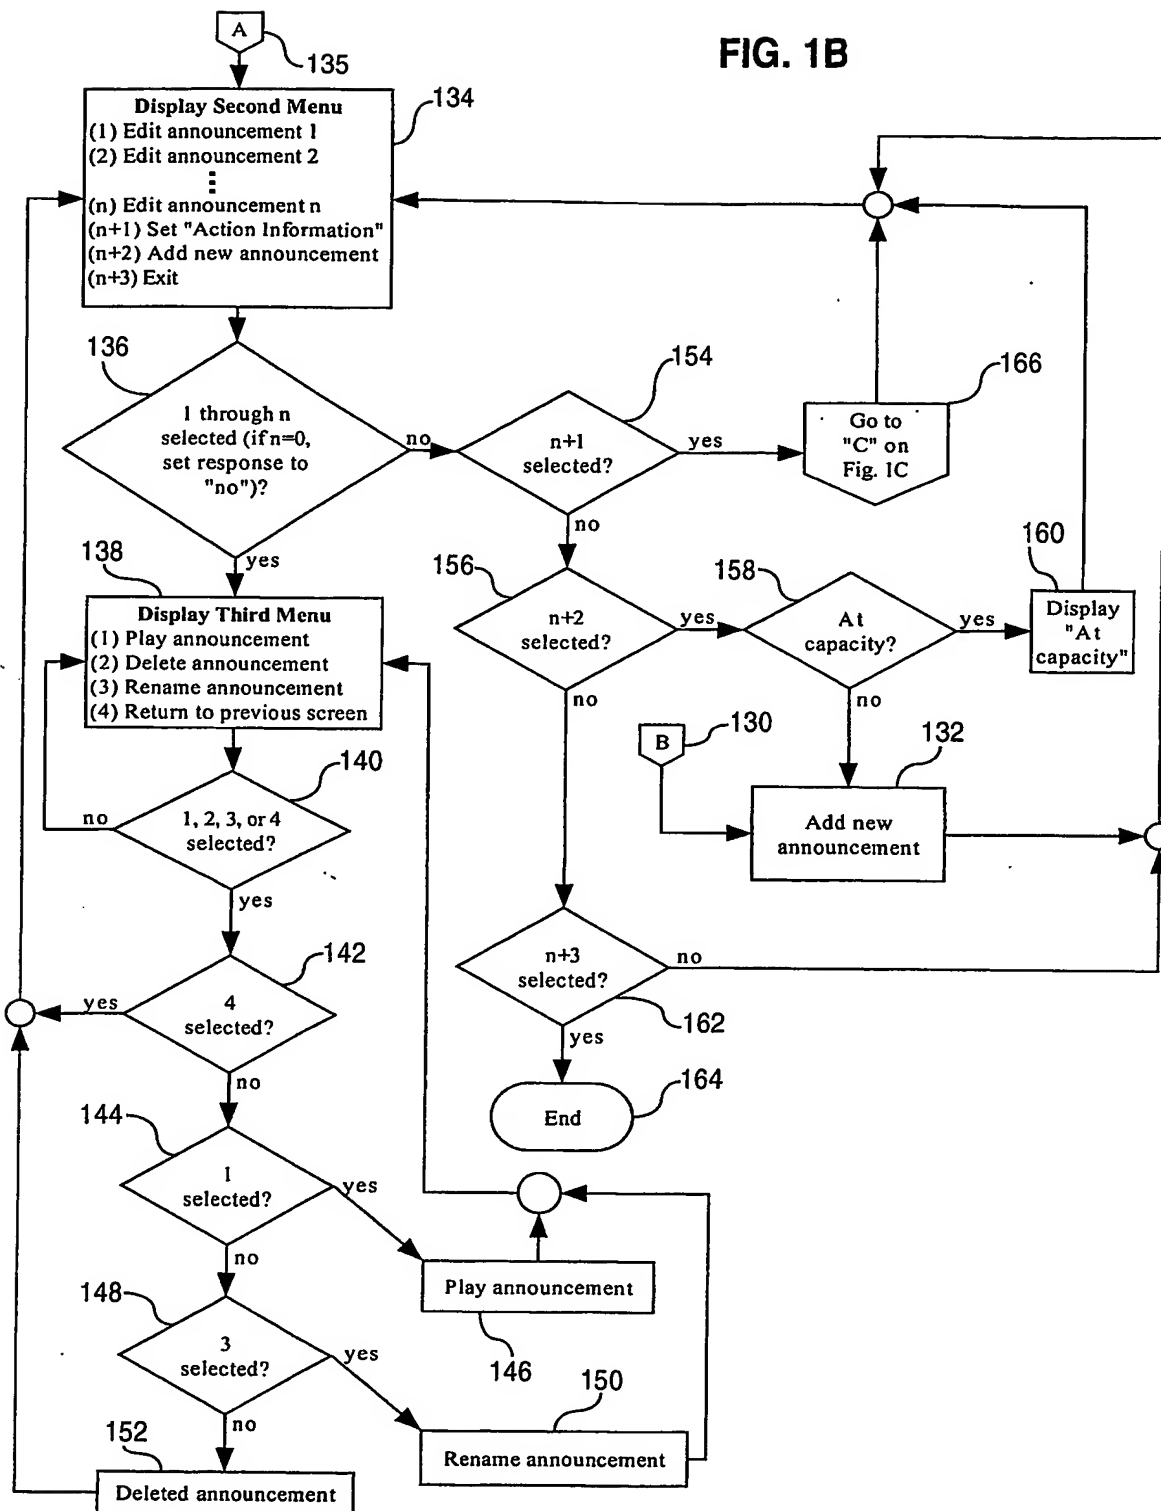 FIG. 1B
A
135
134
Display Second Menu
(1) Edit announcement 1
(2) Edit announcement 2
(n) Edit announcement n
(n+1) Set "Action Information"
(n+2) Add new announcement
(n+3) Exit
136
1 through n
selected (if n=0,
set response to
"no")?
no
yes
154
n+1
selected?
yes
no
166
Go to
"C" on
Fig. 1C
138
Display Third Menu
(1) Play announcement
(2) Delete announcement
(3) Rename announcement
(4) Return to previous screen
156
n+2
selected?
yes
no
158
At
capacity?
yes
no
160
Display
"At
capacity"
B
130
132
Add new
announcement
140
1, 2, 3, or 4
selected?
no
yes
142
4
selected?
yes
no
n+3
selected?
no
yes
162
End
164
144
1
selected?
yes
no
Play announcement
146
148
3
selected?
yes
no
150
Rename announcement
152
Deleted announcement